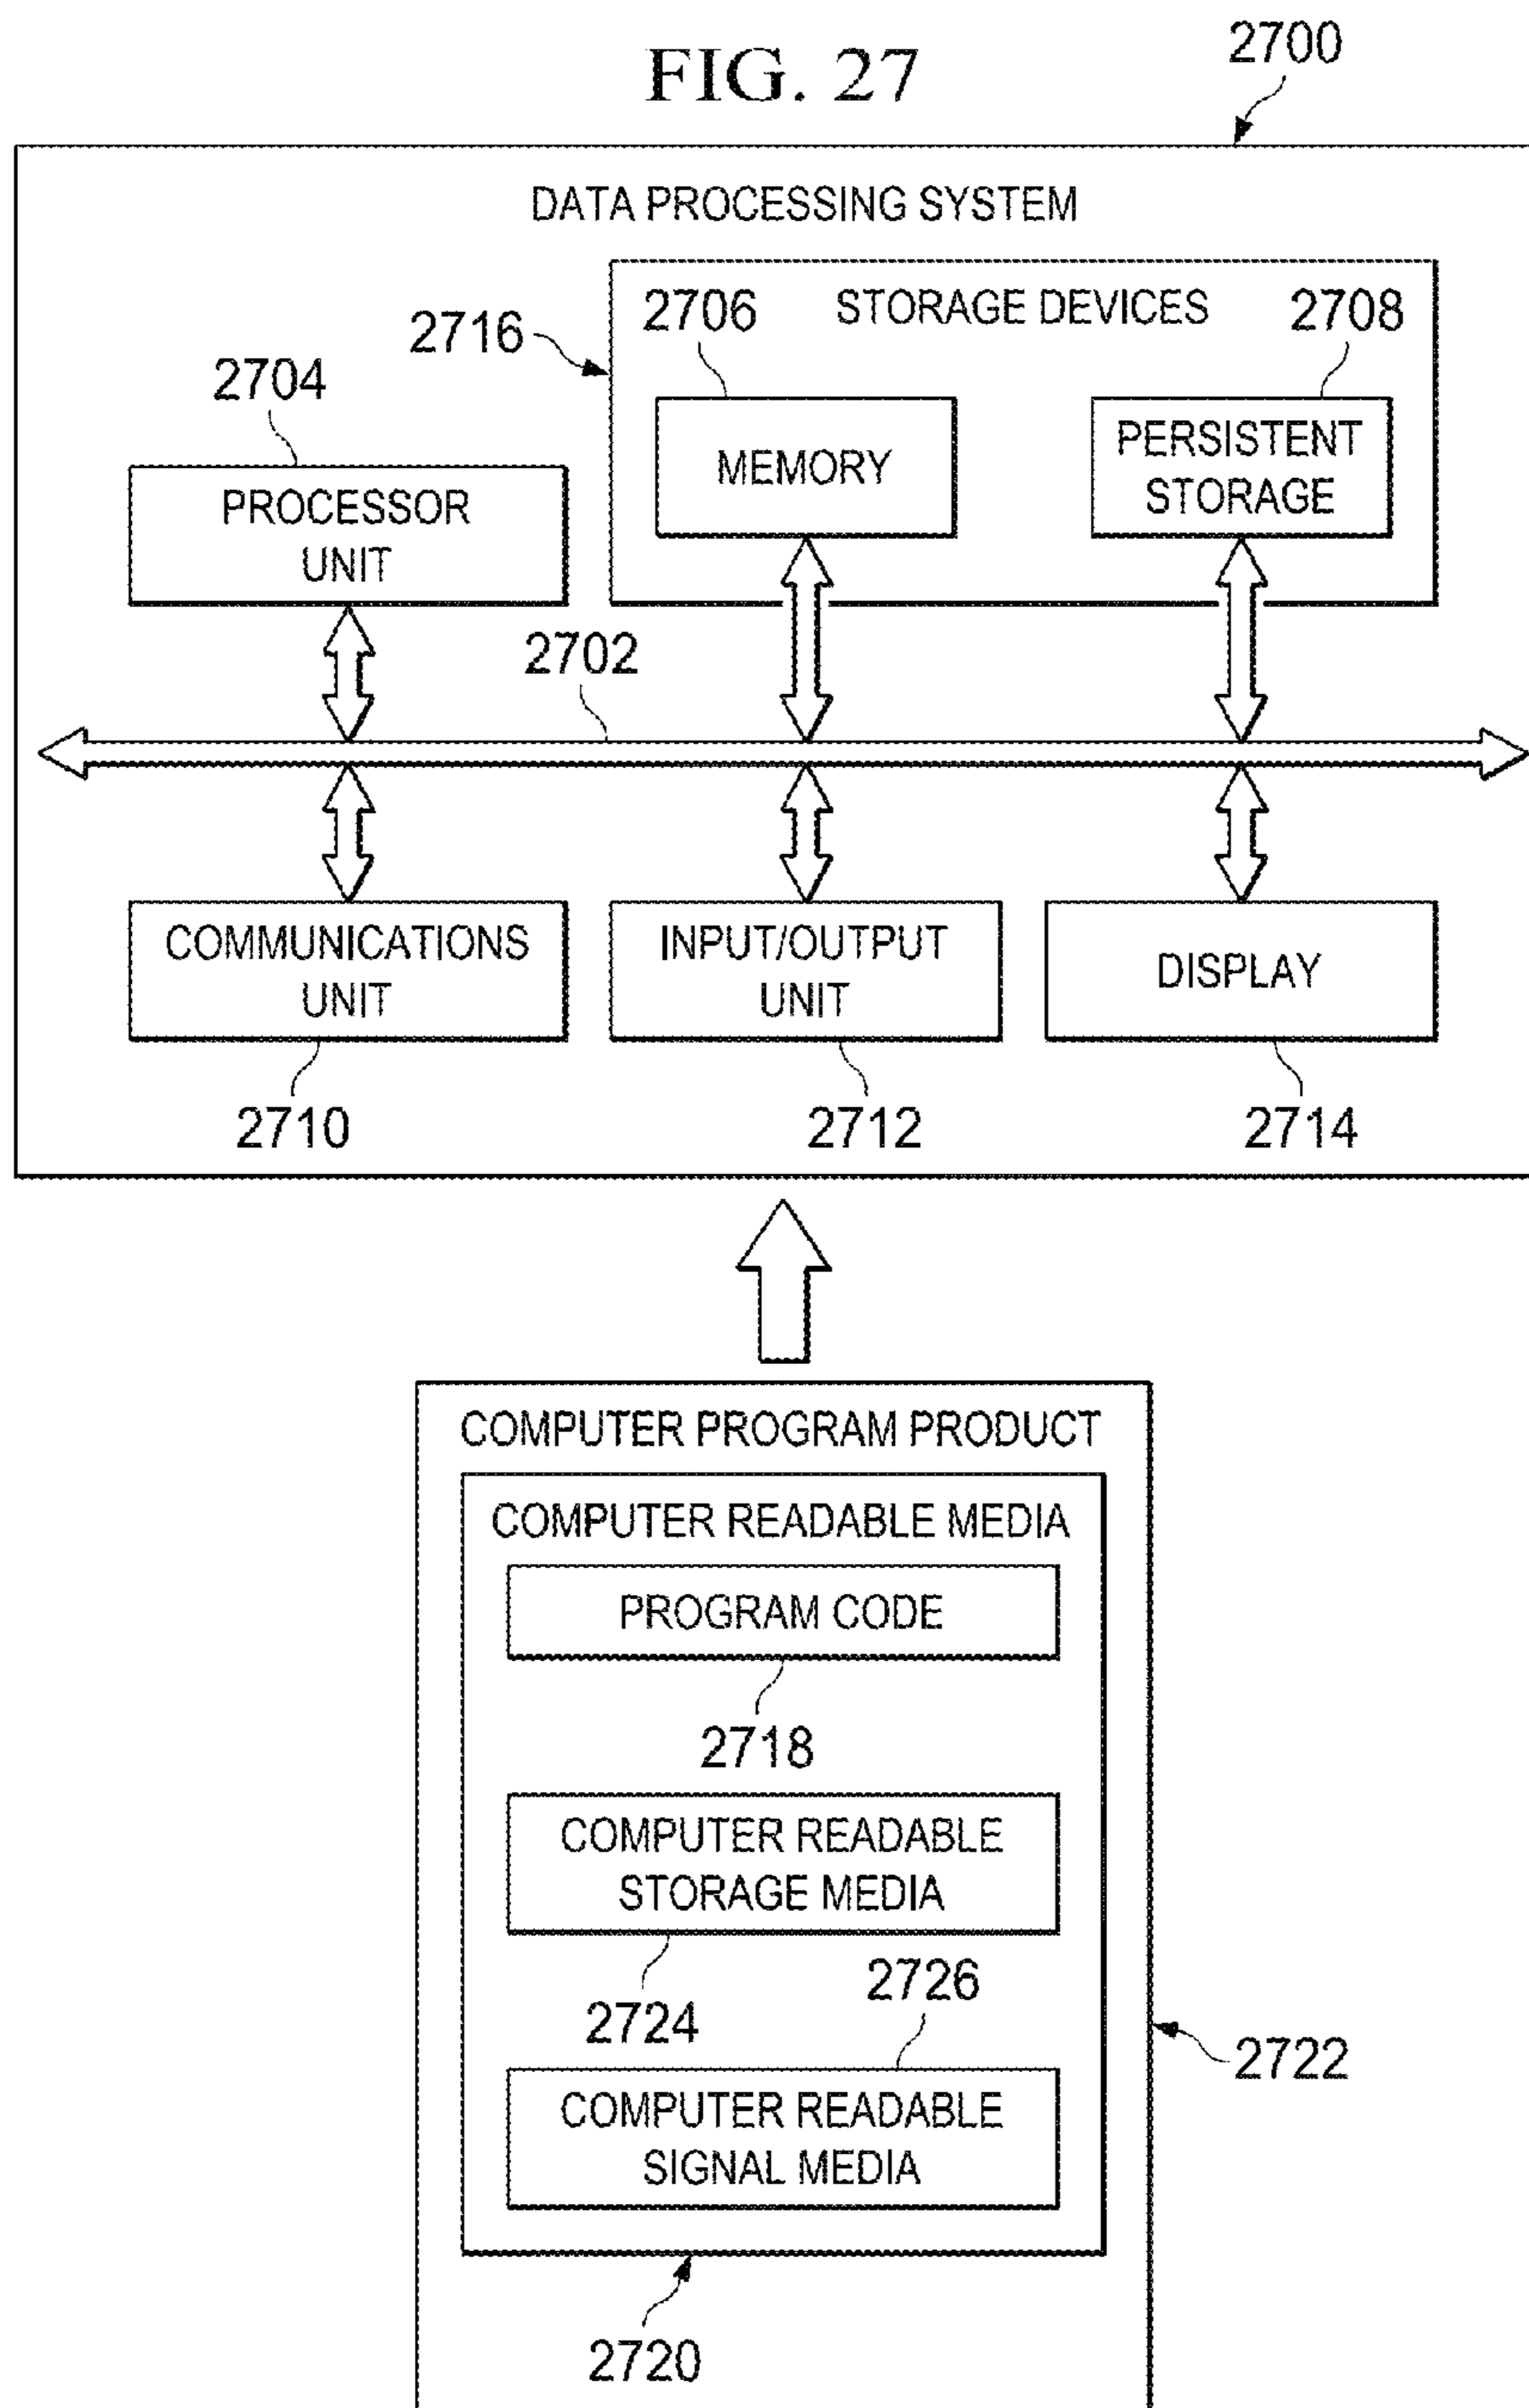 FIG. 27
2700
DATA PROCESSING SYSTEM
STORAGE DEVICES
2706
2708
2716
2704
MEMORY
PERSISTENT
STORAGE
PROCESSOR
UNIT
2702
COMMUNICATIONS
UNIT
INPUT/OUTPUT
UNIT
DISPLAY
2710
2712
2714
COMPUTER PROGRAM PRODUCT
COMPUTER READABLE MEDIA
PROGRAM CODE
2718
COMPUTER READABLE
STORAGE MEDIA
2724
2726
COMPUTER READABLE
SIGNAL MEDIA
2722
2720